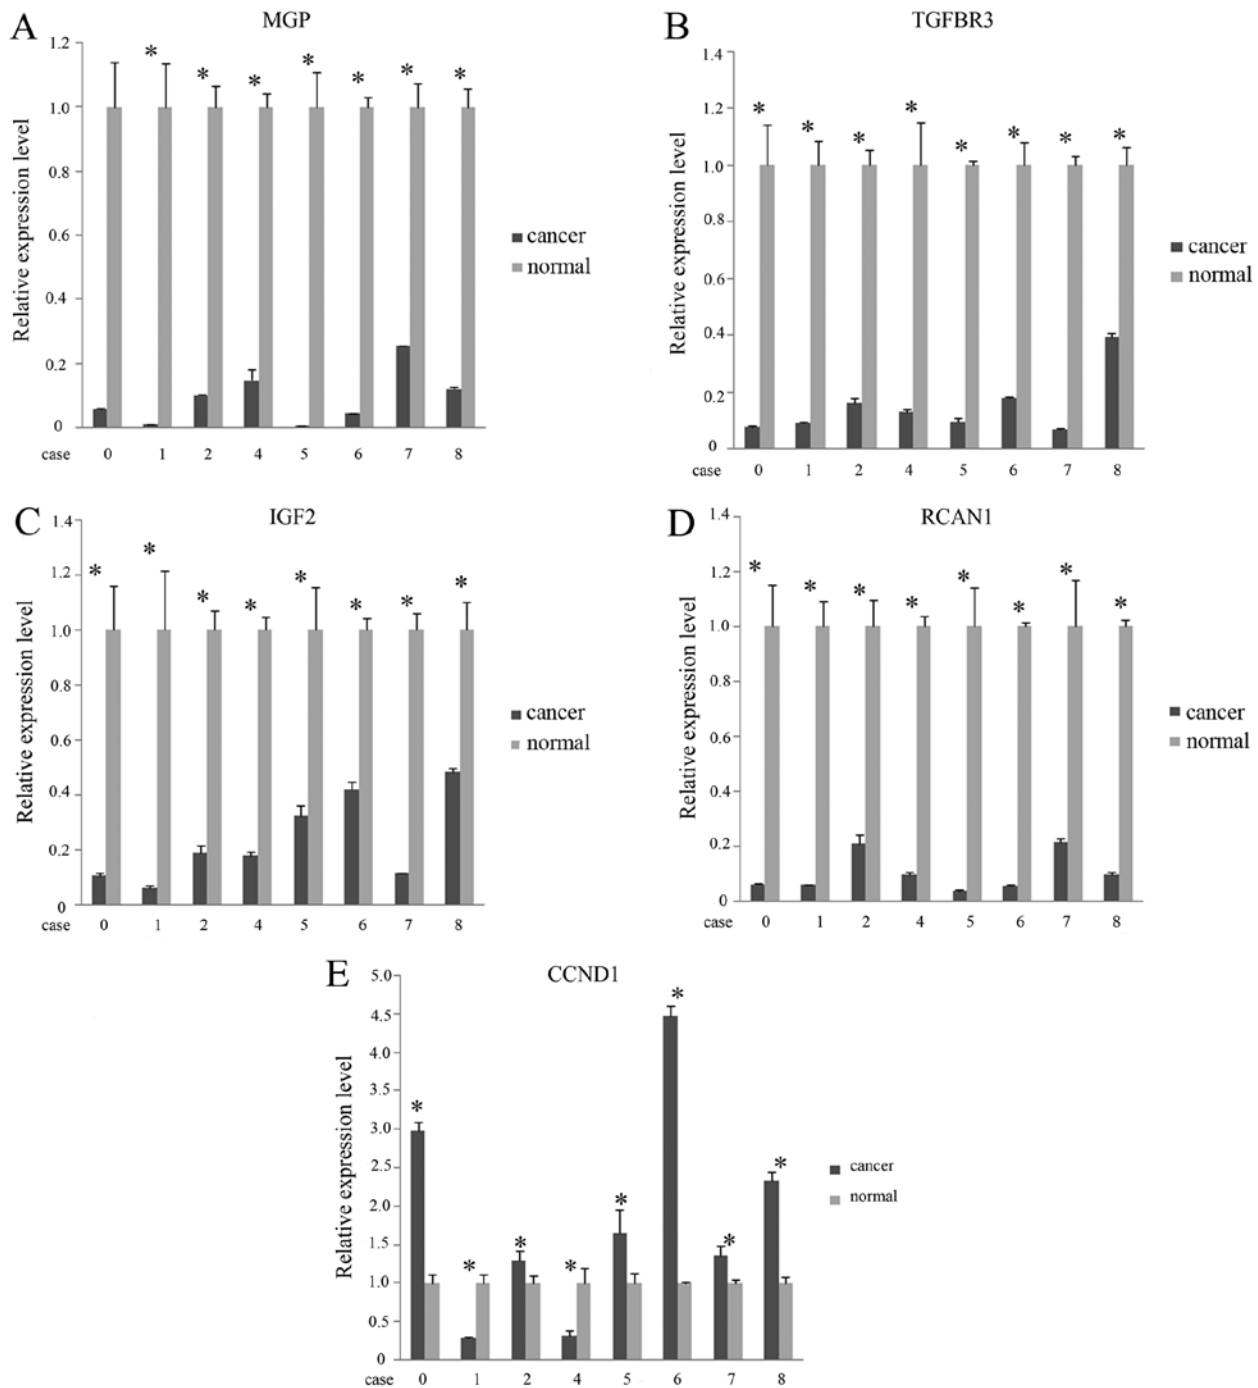 A
MGP
1.2
1.0
0.8
0.6
0.4
0.2
0
Relative expression level
* * * * * * *
cancer
normal
case 0 1 2 4 5 6 7 8
B
TGFBR3
1.4
1.2
1.0
0.8
0.6
0.4
0.2
0
Relative expression level
* * * * * * * *
cancer
normal
case 0 1 2 4 5 6 7 8
C
IGF2
1.4
1.2
1.0
0.8
0.6
0.4
0.2
0
Relative expression level
* * * * * * * *
cancer
normal
case 0 1 2 4 5 6 7 8
D
RCAN1
1.4
1.2
1.0
0.8
0.6
0.4
0.2
0
Relative expression level
* * * * * * * *
cancer
normal
case 0 1 2 4 5 6 7 8
E
CCND1
5.0
4.5
4.0
3.5
3.0
2.5
2.0
1.5
1.0
0.5
0
Relative expression level
* * * * * * * *
cancer
normal
case 0 1 2 4 5 6 7 8